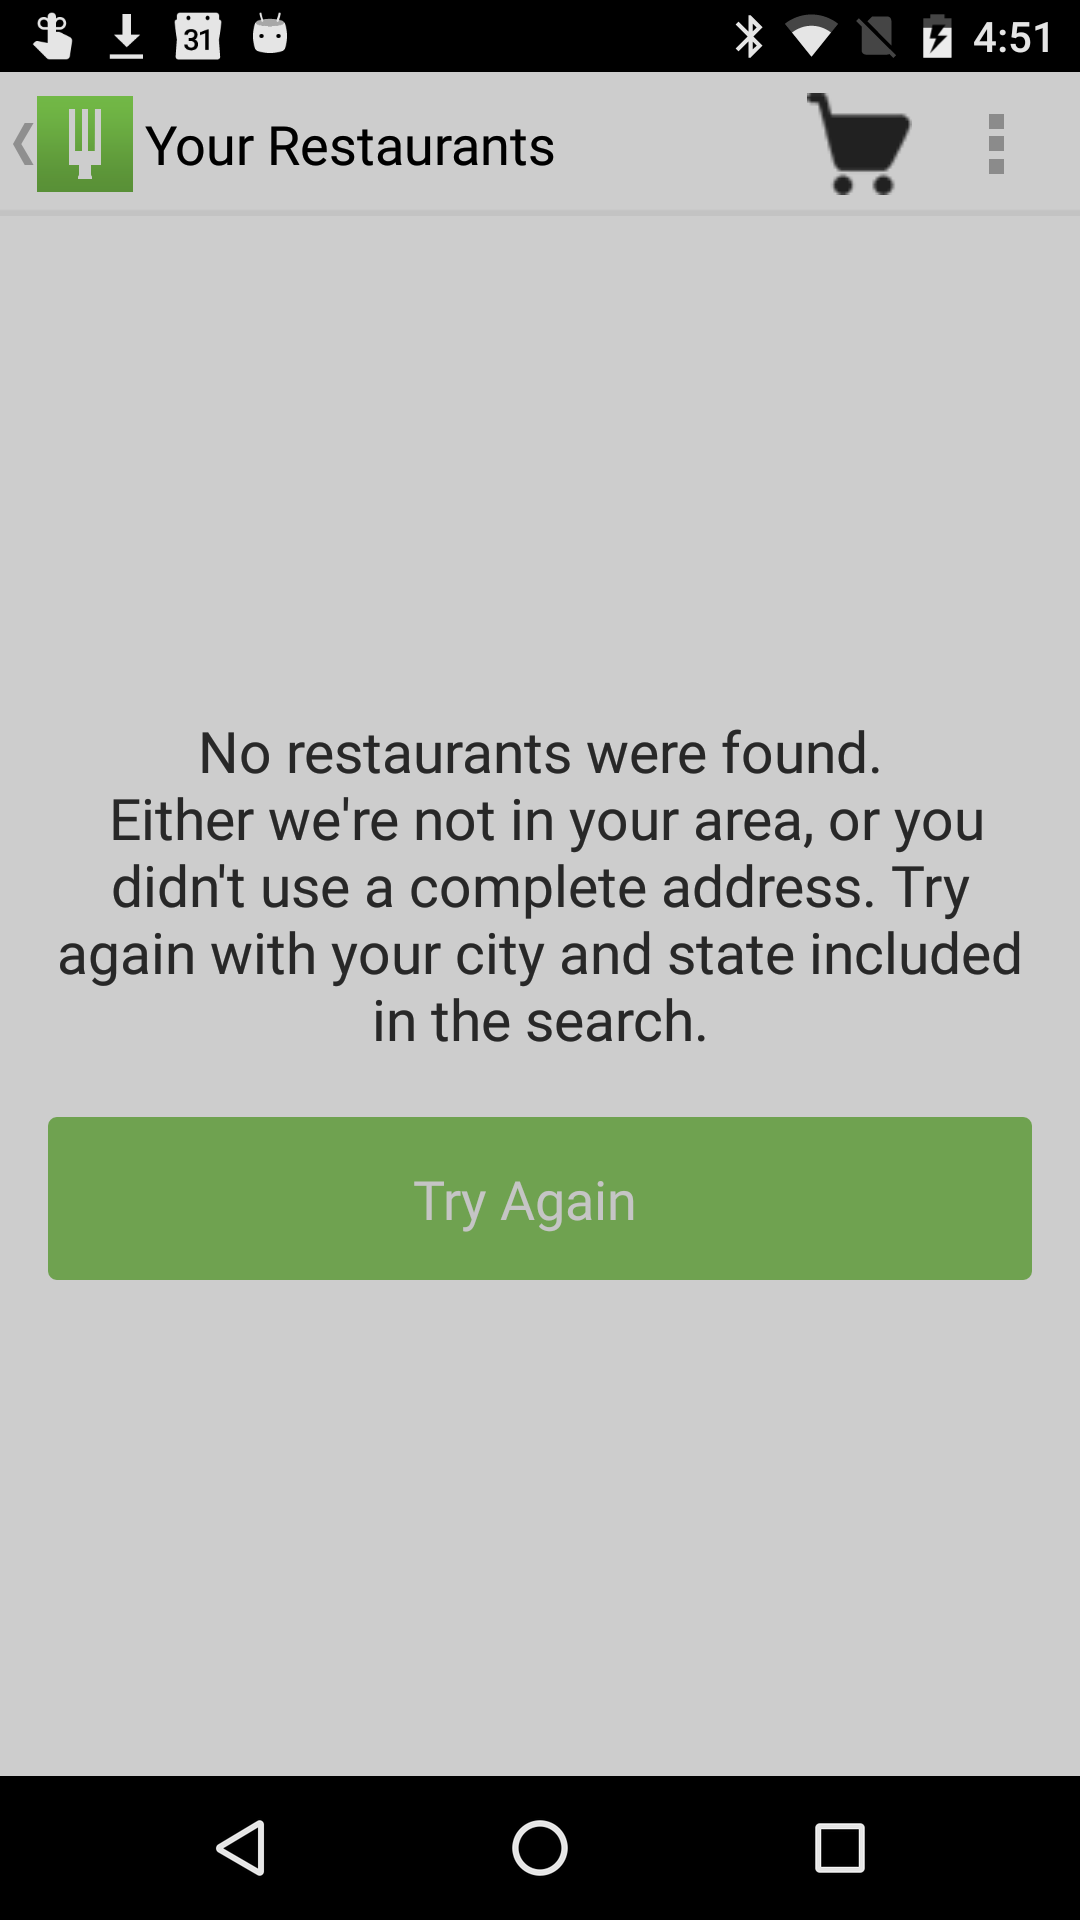 31
4:51
Your Restaurants
No restaurants were found.
Either we're not in your area, or you
didn't use a complete address. Try
again with your city and state included
in the search.
Try Again